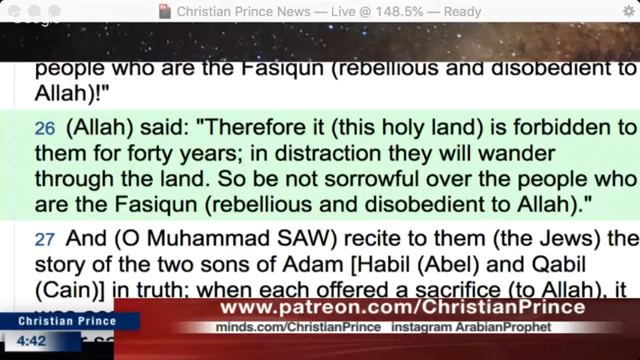 Christian Prince News — Live @ 148.5% — Ready
people who are the Fasiqun (rebellious and disobedient to
Allah)!"
26 (Allah) said: "Therefore it (this holy land) is forbidden to
them for forty years; in distraction they will wander
through the land. So be not sorrowful over the people who
are the Fasiqun (rebellious and disobedient to Allah)."
27 And (O Muhammad SAW) recite to them (the Jews) the
story of the two sons of Adam [Habil (Abel) and Qabil
(Cain)] in truth; when each offered a sacrifice (to Allah), it
www.patreon.com/ChristianPrince
minds.com/ChristianPrince instagram ArabianProphet
Christian Prince
4:42